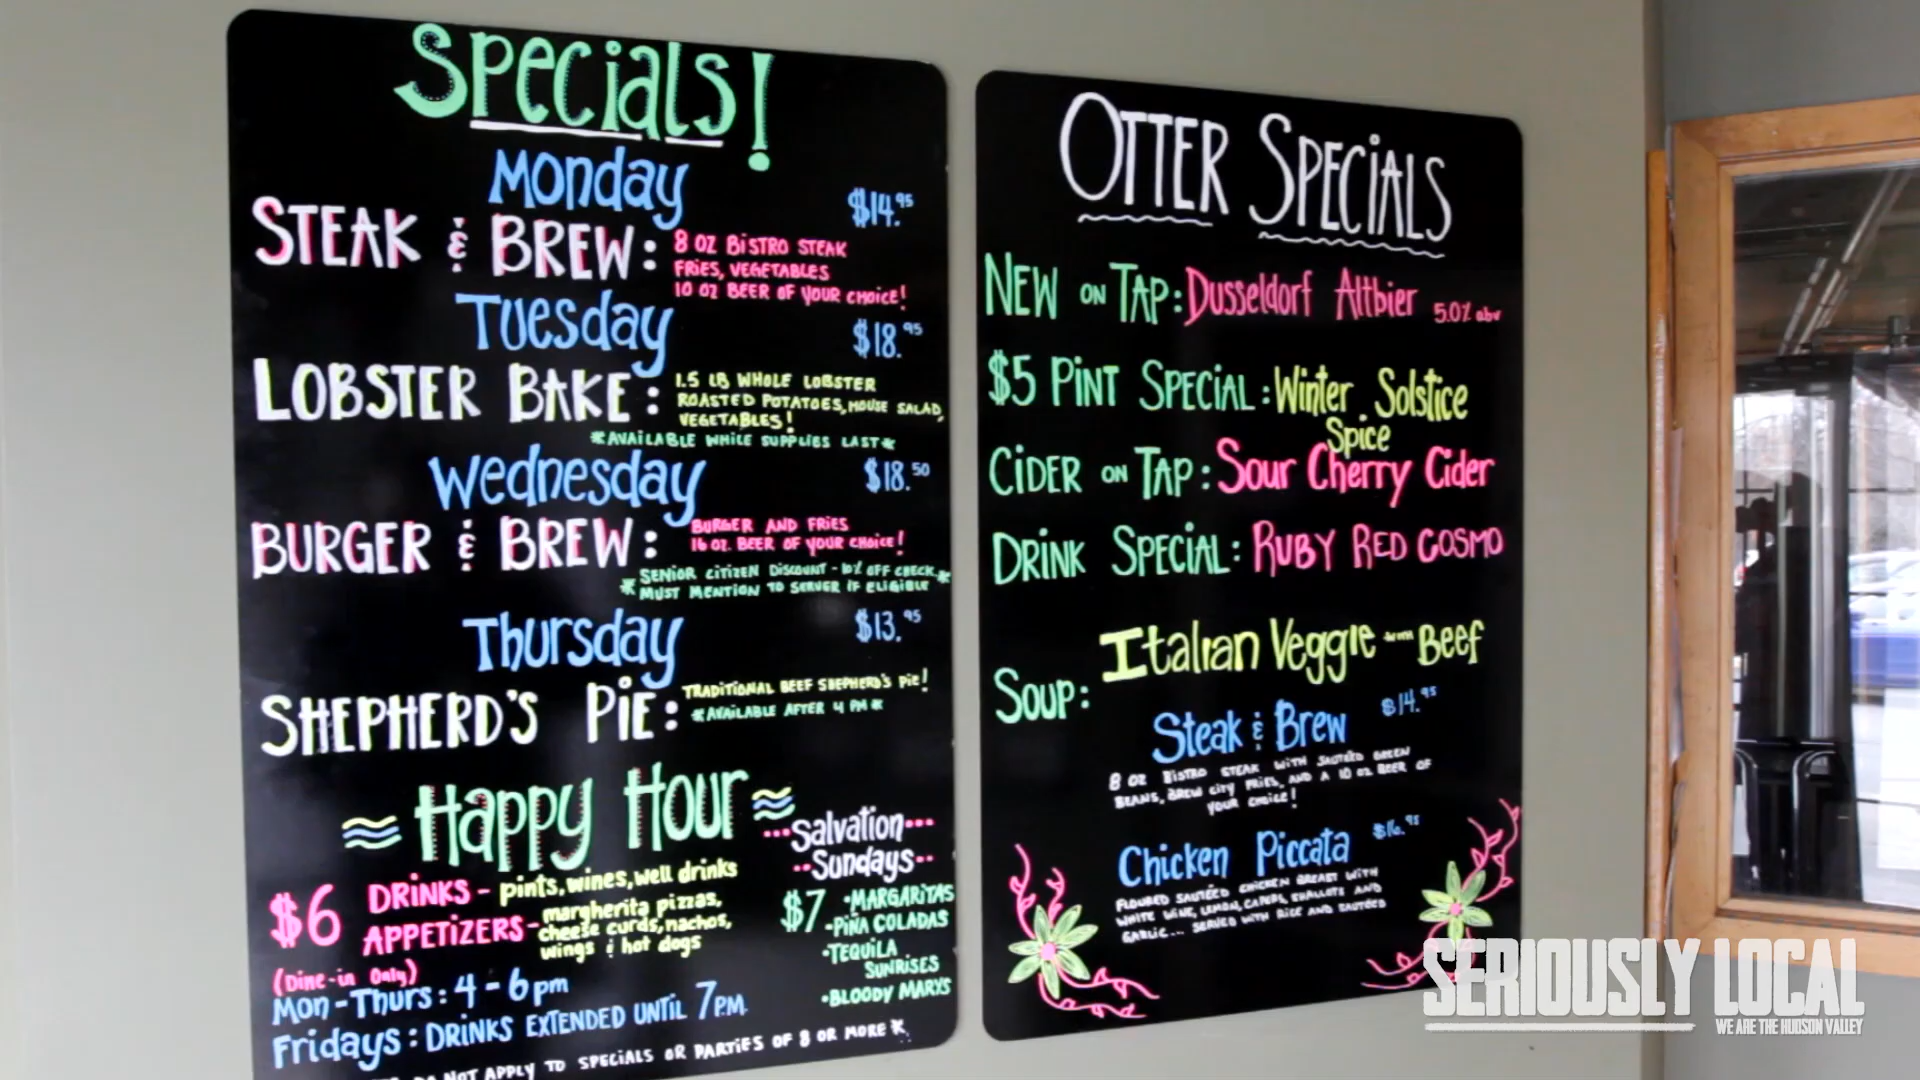 Specials!
Monday
$14.95
STEAK & BREW:
8 OZ BISTRO STEAK
FRIES, VEGETABLES
10 OZ BEER OF YOUR CHOICE!
Tuesday
$18.95
LOBSTER BAKE:
1.5 LB WHOLE LOBSTER
ROASTED POTATOES, HOUSE SALAD,
VEGETABLES!
*AVAILABLE WHILE SUPPLIES LAST*
Wednesday
$18.50
BURGER & BREW:
BURGER AND FRIES
16 OZ. BEER OF YOUR CHOICE!
* SENIOR CITIZEN DISCOUNT - 10% OFF CHECK *
* MUST MENTION TO SERVER IF ELIGIBLE
Thursday
$13.95
SHEPHERD'S PIE:
TRADITIONAL BEEF SHEPHERD'S PIE!
*AVAILABLE AFTER 4 PM*
Happy Hour
$6 DRINKS - pints, wines, well drinks
APPETIZERS - margherita pizzas,
cheese curds, nachos,
wings & hot dogs
(Dine-in Only)
Mon-Thurs: 4-6pm
Fridays: DRINKS EXTENDED UNTIL 7PM.
DO NOT APPLY TO SPECIALS OR PARTIES OF 8 OR MORE *
Salvation
Sundays
$7 • MARGARITAS
- PIÑA COLADAS
• TEQUILA
SUNRISES
• BLOODY MARYS
OTTER SPECIALS
NEW ON TAP: Dusseldorf Altbier 5.0% abv
$5 PINT SPECIAL: Winter Solstice
Spice
CIDER ON TAP: Sour Cherry Cider
DRINK SPECIAL: RUBY RED COSMO
SOUP: Italian Veggie with Beef
Steak & Brew $14.95
8 OZ BISTRO STEAK WITH SAUTÉED GREEN
BEANS, BREW CITY FRIES, AND A 10 OZ BEER OF
YOUR CHOICE!
Chicken Piccata $16.95
FLOURED SAUTÉED CHICKEN BREAST WITH
WHITE WINE, LEMON, CAPERS, SHALLOTS AND
GARLIC... SERVED WITH RICE AND SAUTÉED
SERIOUSLY LOCAL
WE ARE THE HUDSON VALLEY